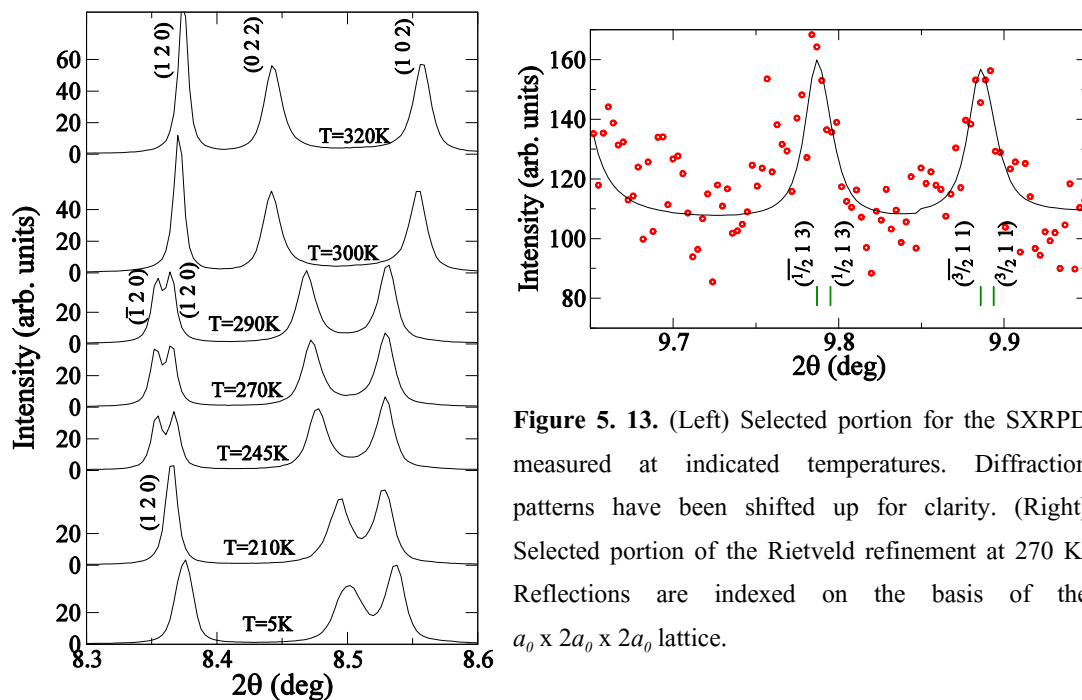 (1 2 0)
(0 2 2)
(1 0 2)
60
40
20
0
T=320K
40
20
0
T=300K
(1̅ 2 0)
(1 2 0)
20
0
T=290K
20
0
T=270K
20
0
T=245K
(1 2 0)
20
0
T=210K
20
0
T=5K
8.3 8.4 8.5 8.6
2θ (deg)
Intensity (arb. units)
160
140
120
100
80
Intensity (arb. units)
(1̅/2 1 3)
(1/2 1 3)
(3̅/2 1 1)
(3/2 1 1)
9.7 9.8 9.9
2θ (deg)
Figure 5. 13. (Left) Selected portion for the SXRPD
measured at indicated temperatures. Diffraction
patterns have been shifted up for clarity. (Right)
Selected portion of the Rietveld refinement at 270 K.
Reflections are indexed on the basis of the
a₀ x 2a₀ x 2a₀ lattice.